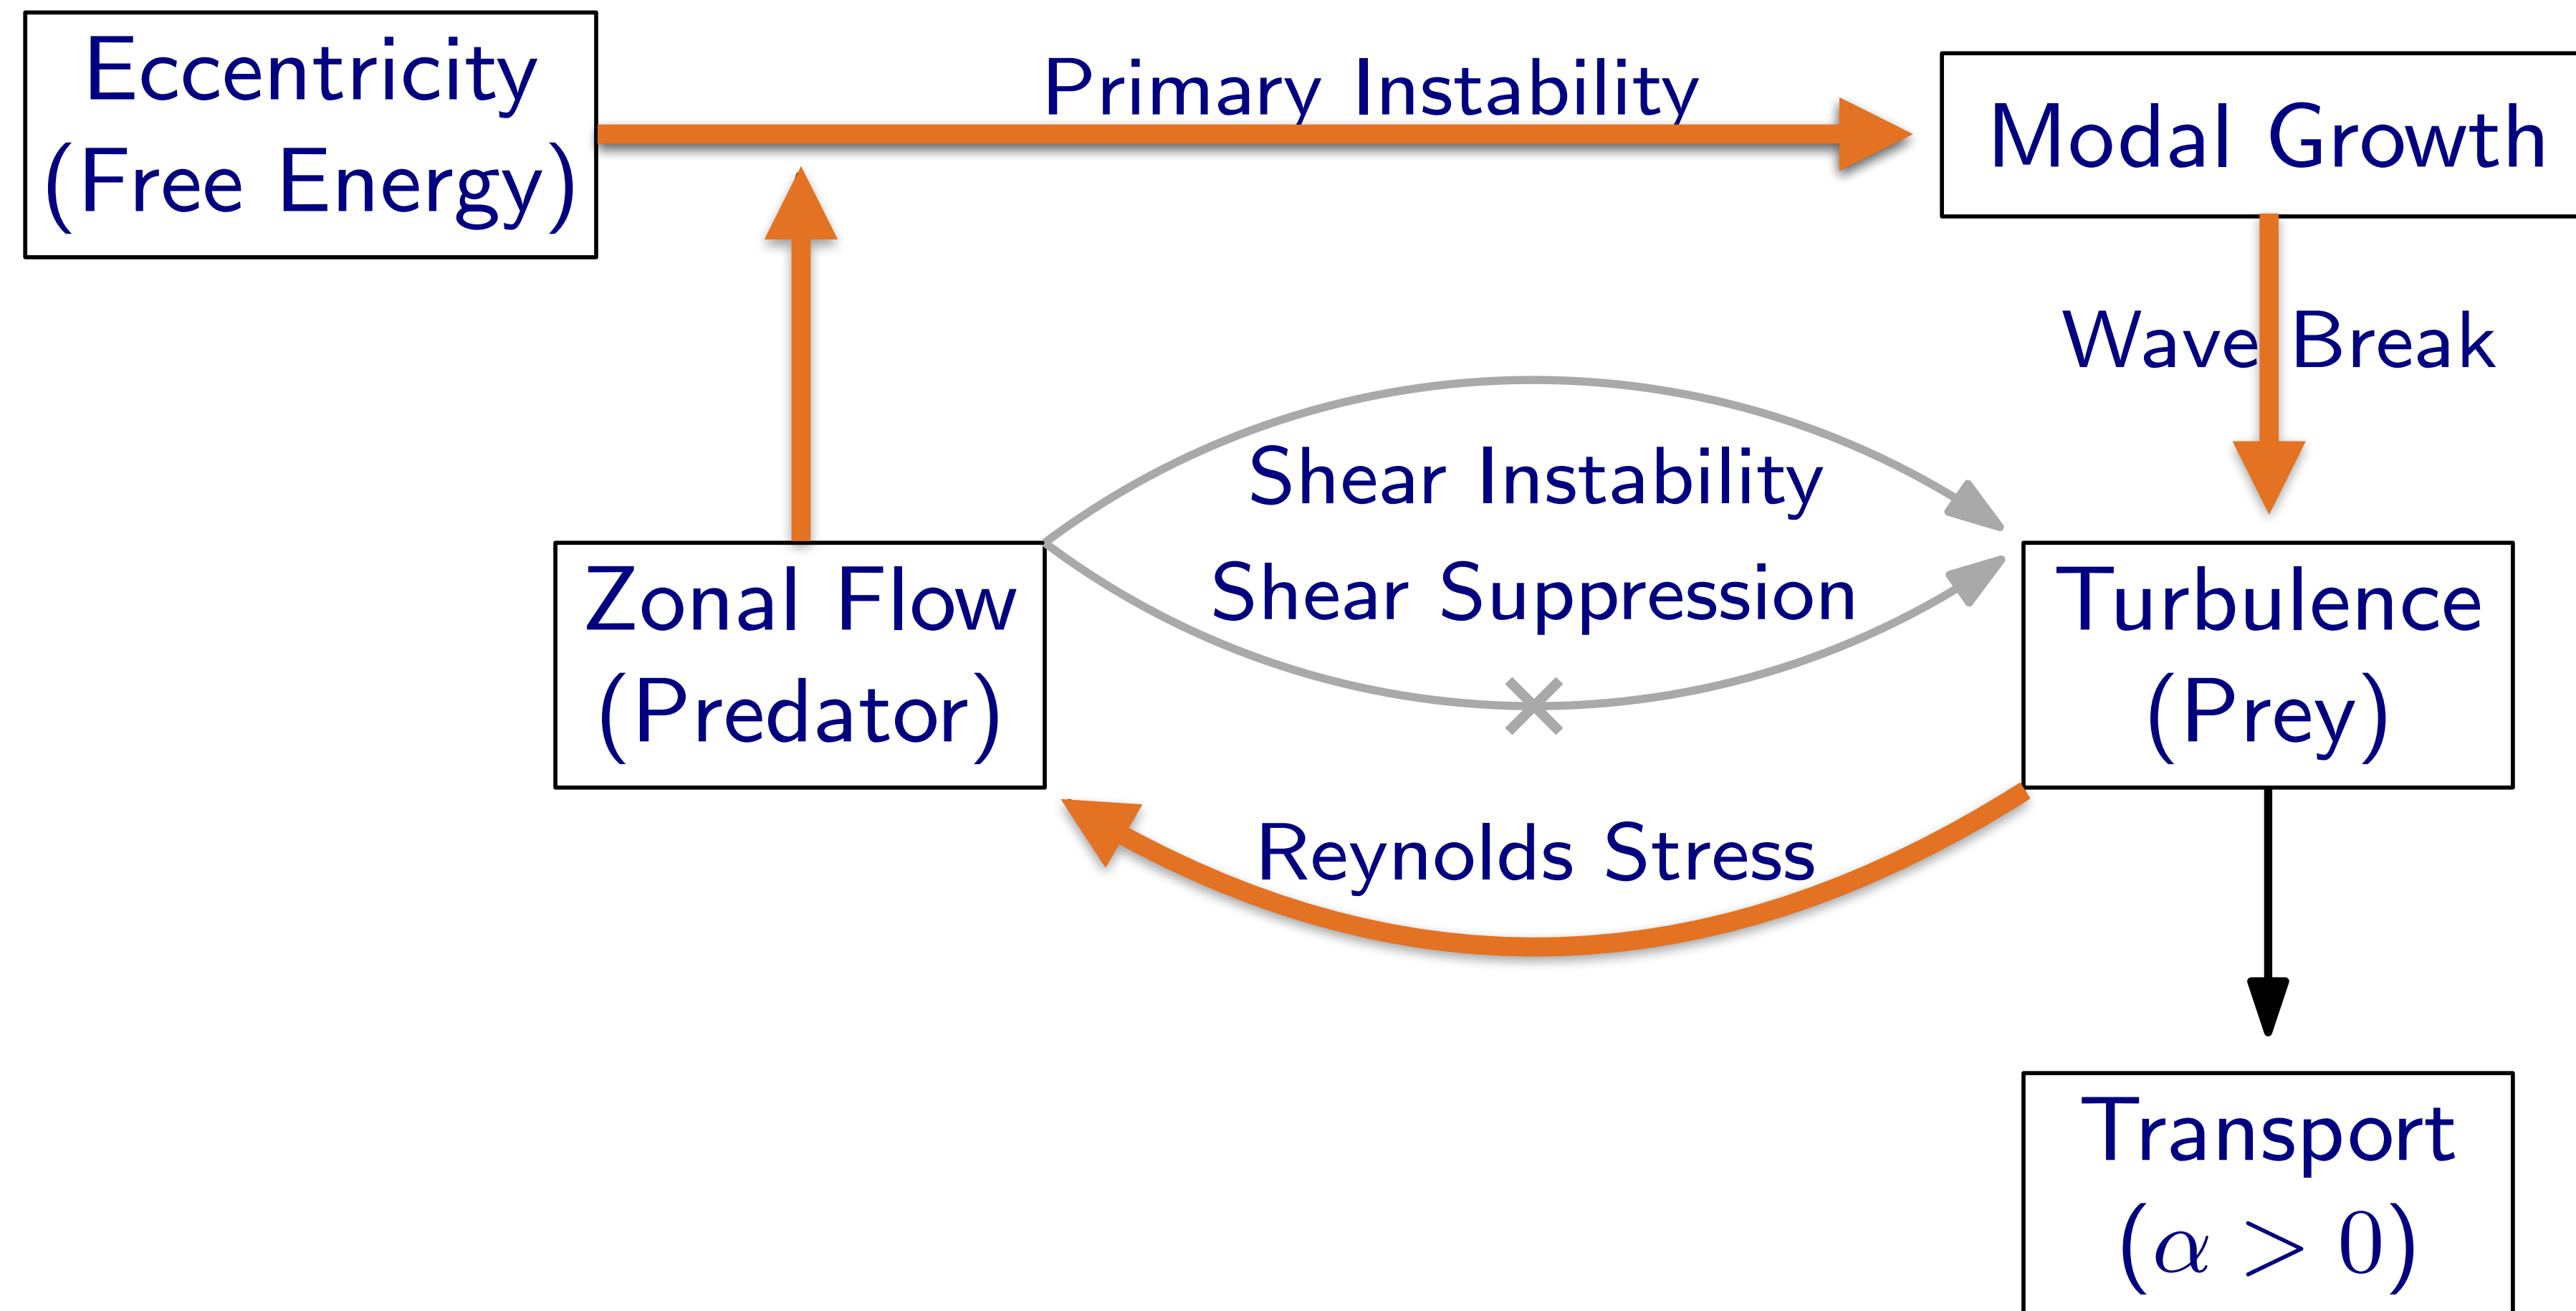 Eccentricity
(Free Energy)
Primary Instability
Modal Growth
Wave Break
Shear Instability
Shear Suppression
Zonal Flow
(Predator)
Turbulence
(Prey)
Reynolds Stress
Transport
(α > 0)